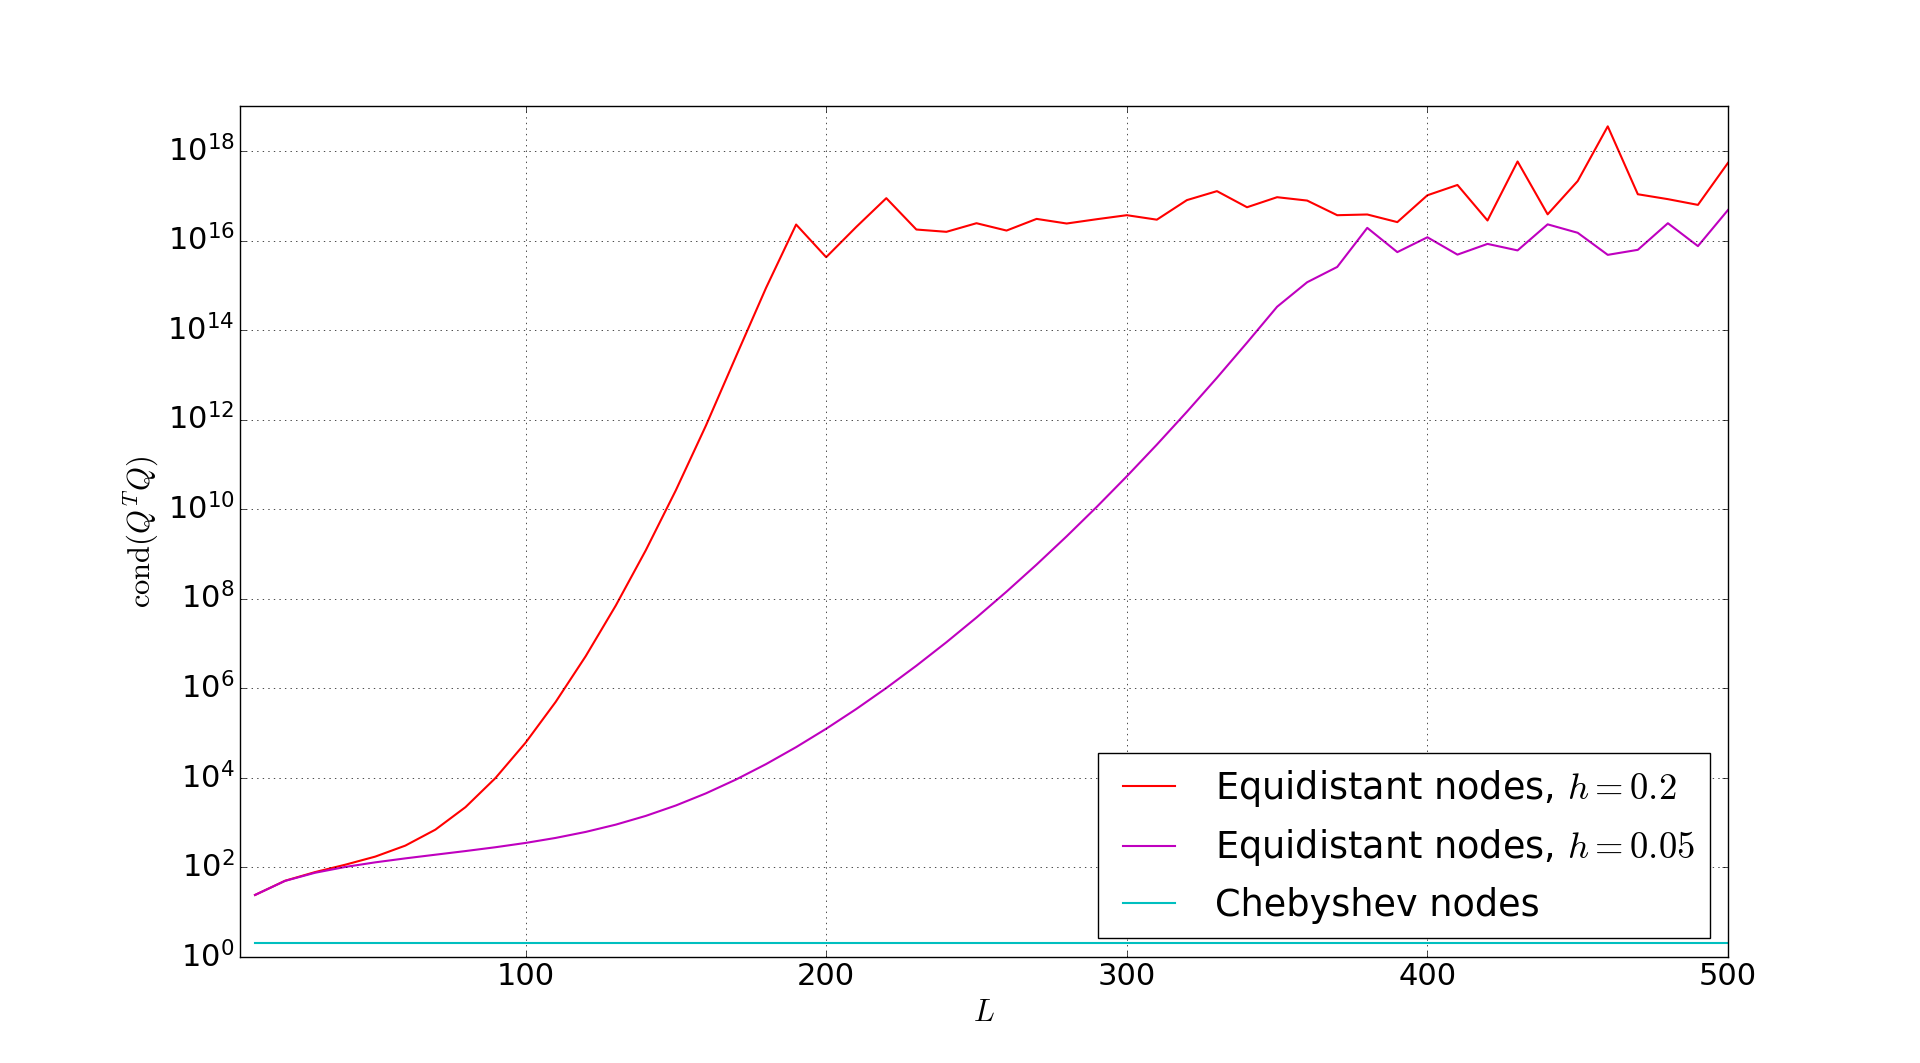 10^18
10^16
10^14
10^12
10^10
10^8
10^6
10^4
10^2
10^0
cond(Q^T Q)
Equidistant nodes, h = 0.2
Equidistant nodes, h = 0.05
Chebyshev nodes
100 200 300 400 500
L